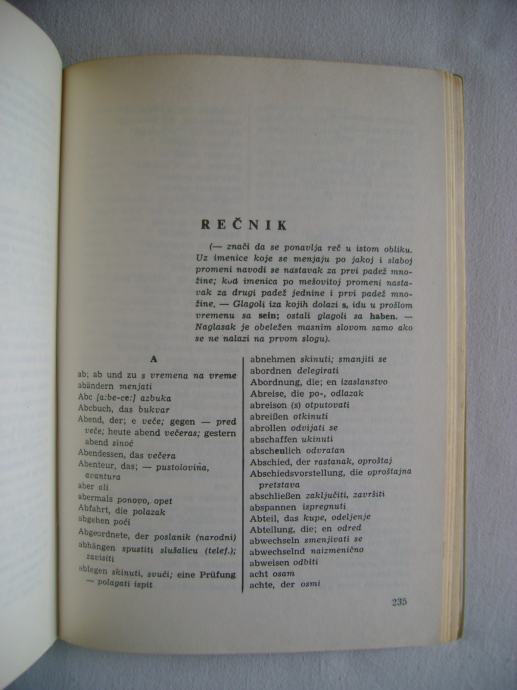 REČNIK
(— znači da se ponavlja reč u istom obliku.
Uz imenice koje se menjaju po jakoj i slaboj
promeni navodi se nastavak za prvi padež mno-
žine; kod imenica po mešovitoj promeni nasta-
vak za drugi padež jednine i prvi padež mno-
žine. — Glagoli iza kojih dolazi s, idu u prošlom
vremenu sa sein; ostali glagoli sa haben. —
Naglasak je obeležen masnim slovom samo ako
se ne nalazi na prvom slogu).
A
ab; ab und zu s vremena na vreme
abändern menjati
Abc [a:be-ce:] azbuka
Abcbuch, das bukvar
Abend, der; e veče; gegen — pred
veče; heute abend večeras; gestern
abend sinoć
Abendessen, das večera
Abenteur, das; — pustolovina,
avantura
aber ali
abermals ponovo, opet
Abfahrt, die polazak
abgehen poći
Abgeordnete, der poslanik (narodni)
abhängen spustiti slušalicu (telef.);
zavisiti
ablegen skinuti, svući; eine Prüfung
— polagati ispit
abnehmen skinuti; smanjiti se
abordnen delegirati
Abordnung, die; en izaslanstvo
Abreise, die po-, odlazak
abreison (s) otputovati
abreißen otkinuti
abrollen odvijati se
abschaffen ukinuti
abscheulich odvratan
Abschied, der rastanak, oproštaj
Abschiedsvorstellung, die oproštajna
pretstava
abschließen zaključiti, završiti
abspannen ispregnuti
Abteil, das kupe, odeljenje
Abteilung, die; en odred
abwechseln smenjivati se
abwechselnd naizmenično
abweisen odbiti
acht osam
achte, der osmi
235